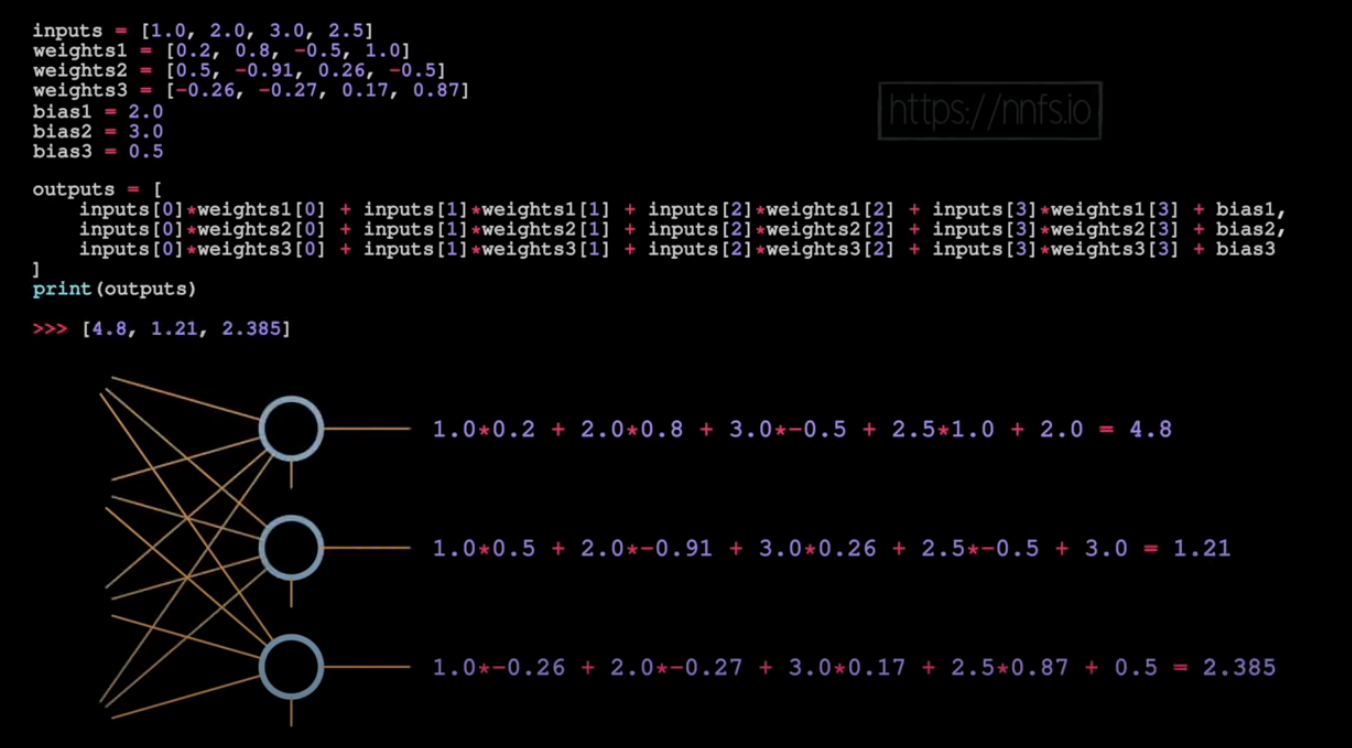 inputs = [1.0, 2.0, 3.0, 2.5]
weights1 = [0.2, 0.8, -0.5, 1.0]
weights2 = [0.5, -0.91, 0.26, -0.5]
weights3 = [-0.26, -0.27, 0.17, 0.87]
bias1 = 2.0
bias2 = 3.0
bias3 = 0.5
https://nnfs.io
outputs = [
    inputs[0]*weights1[0] + inputs[1]*weights1[1] + inputs[2]*weights1[2] + inputs[3]*weights1[3] + bias1,
    inputs[0]*weights2[0] + inputs[1]*weights2[1] + inputs[2]*weights2[2] + inputs[3]*weights2[3] + bias2,
    inputs[0]*weights3[0] + inputs[1]*weights3[1] + inputs[2]*weights3[2] + inputs[3]*weights3[3] + bias3
]
print(outputs)
>>> [4.8, 1.21, 2.385]
1.0*0.2 + 2.0*0.8 + 3.0*-0.5 + 2.5*1.0 + 2.0 = 4.8
1.0*0.5 + 2.0*-0.91 + 3.0*0.26 + 2.5*-0.5 + 3.0 = 1.21
1.0*-0.26 + 2.0*-0.27 + 3.0*0.17 + 2.5*0.87 + 0.5 = 2.385